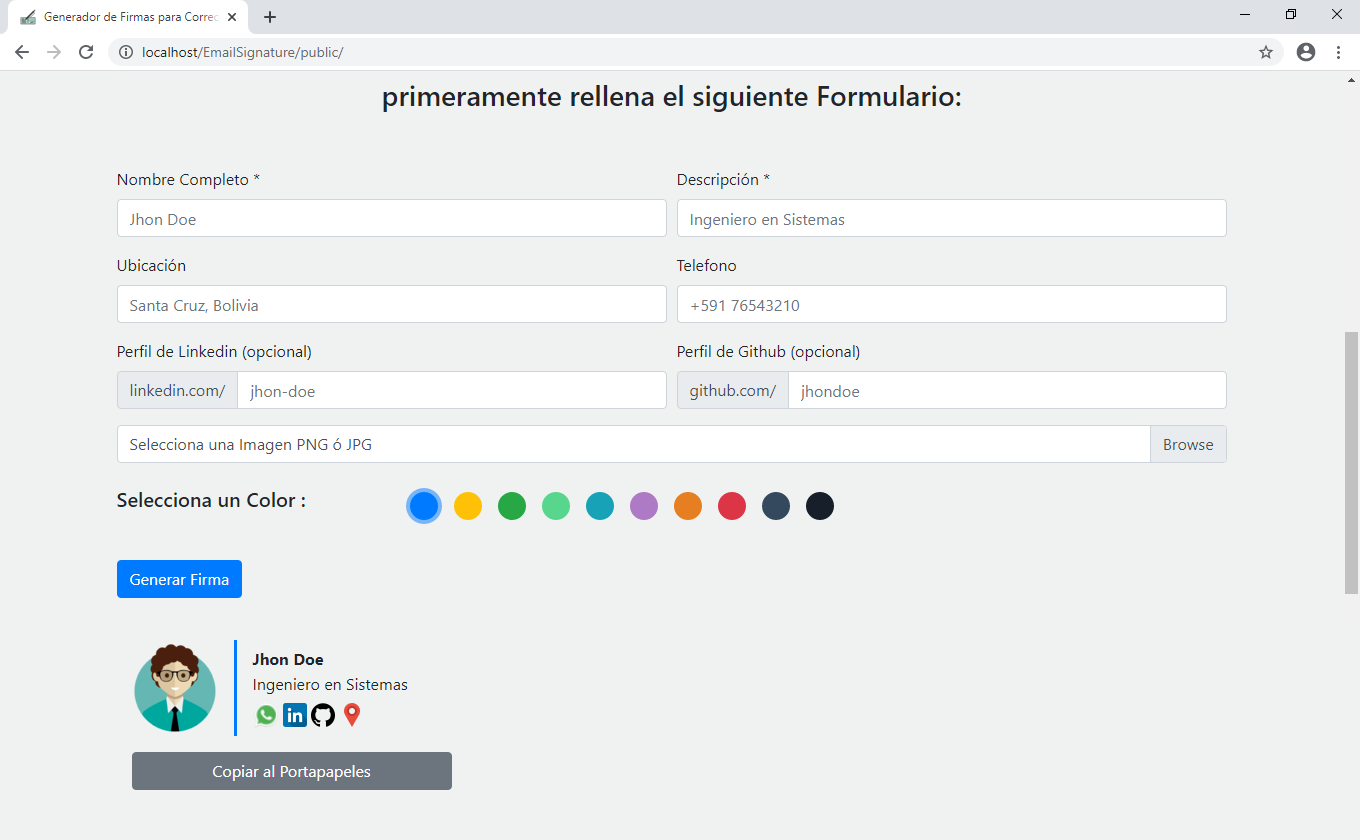 Generador de Firmas para Correc
localhost/EmailSignature/public/
primeramente rellena el siguiente Formulario:
Nombre Completo *
Descripción *
Jhon Doe
Ingeniero en Sistemas
Ubicación
Telefono
Santa Cruz, Bolivia
+591 76543210
Perfil de Linkedin (opcional)
Perfil de Github (opcional)
linkedin.com/
jhon-doe
github.com/
jhondoe
Selecciona una Imagen PNG ó JPG
Browse
Selecciona un Color :
Generar Firma
Jhon Doe
Ingeniero en Sistemas
in
Copiar al Portapapeles